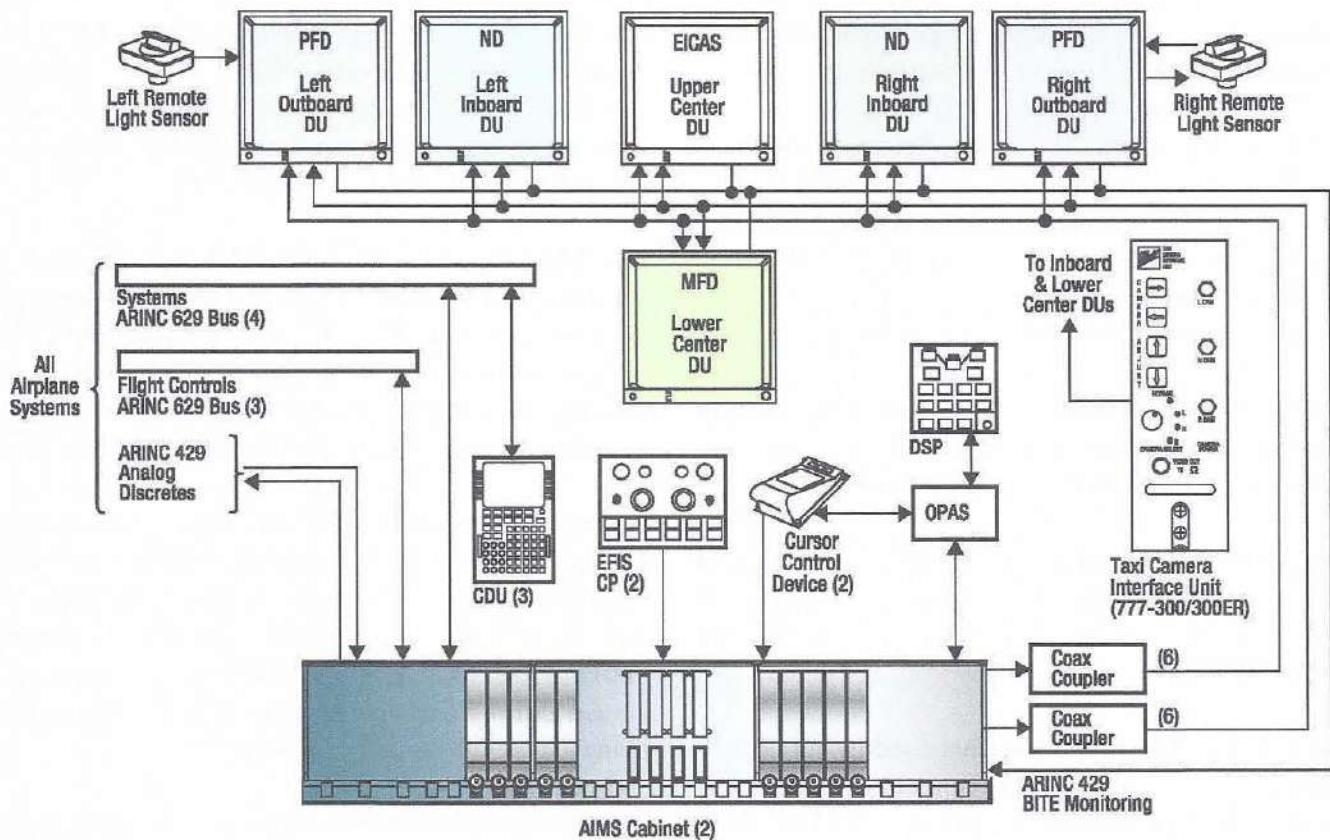 PFD
Left
Outboard
DU
ND
Left
Inboard
DU
EICAS
Upper
Center
DU
ND
Right
Inboard
DU
PFD
Right
Outboard
DU
Left Remote
Light Sensor
Right Remote
Light Sensor
MFD
Lower
Center
DU
To Inboard
& Lower
Center DUs
All
Airplane
Systems
Systems
ARINC 629 Bus (4)
Flight Controls
ARINC 629 Bus (3)
ARINC 429
Analog
Discretes
CDU (3)
EFIS
CP (2)
Cursor
Control
Device (2)
DSP
OPAS
CAMERA
ADJUST
Taxi Camera
Interface Unit
(777-300/300ER)
Coax
Coupler
(6)
Coax
Coupler
(6)
ARINC 429
BITE Monitoring
AIMS Cabinet (2)